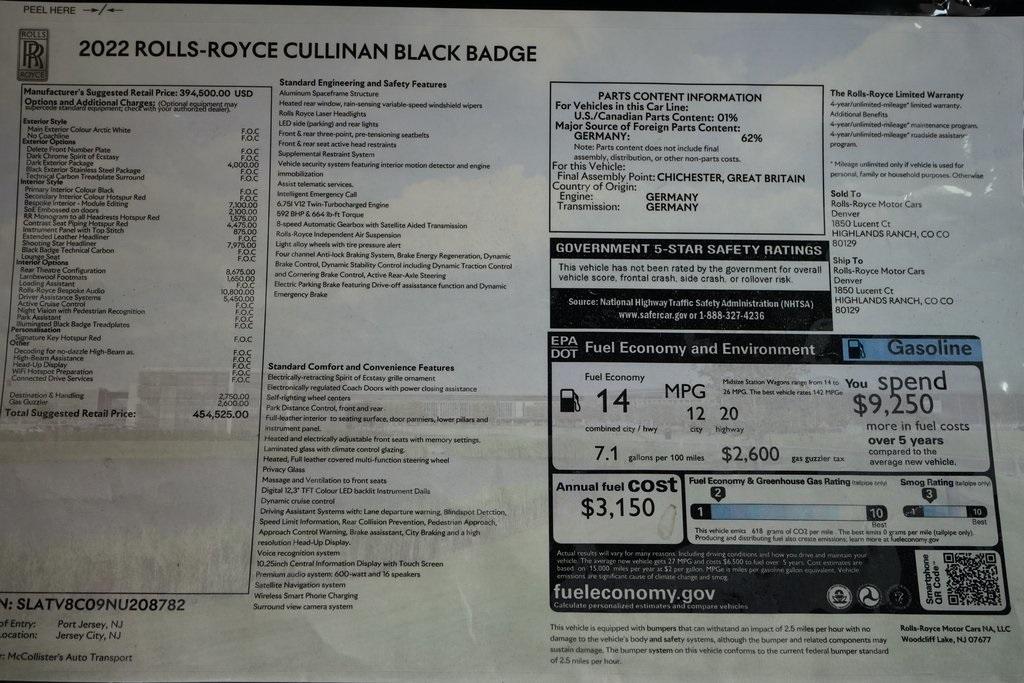 PEEL HERE
ROLLS
RR
ROYCE
2022 ROLLS-ROYCE CULLINAN BLACK BADGE
Manufacturer's Suggested Retail Price: 394,500.00 USD
Options and Additional Charges: (Optional equipment may
supercede standard equipment; check with your authorized dealer).
Exterior Style
Main Exterior Colour Arctic White F.O.C
No Coachline F.O.C
Exterior Options
Delete Front Number Plate F.O.C
Dark Chrome Spirit of Ecstasy F.O.C
Dark Exterior Package 4,000.00
Black Exterior Stainless Steel Package F.O.C
Technical Carbon Treadplate Surround F.O.C
Interior Style
Primary Interior Colour Black F.O.C
Secondary Interior Colour Hotspur Red F.O.C
Bespoke Interior - Module Editing 7,100.00
Seat Embossed on doors 2,100.00
RR Monogram to all Headrests Hotspur Red 1,575.00
Contrast Seat Piping Hotspur Red 4,475.00
Instrument Panel with Top Stitch 875.00
Extended Leather Headliner F.O.C
Shooting Star Headliner 7,975.00
Black Badge Technical Carbon F.O.C
Lounge Seat F.O.C
Interior Options
Rear Theatre Configuration 8,675.00
Lambswool Footmats 1,650.00
Loading Assistant F.O.C
Rolls-Royce Bespoke Audio 10,800.00
Driver Assistance Systems 5,450.00
Active Cruise Control F.O.C
Night Vision with Pedestrian Recognition F.O.C
Park Assistant F.O.C
Illuminated Black Badge Treadplates F.O.C
Personalisation
Signature Key Hotspur Red F.O.C
Other
Decoding for no-dazzle High-Beam as. F.O.C
High-Beam Assistance F.O.C
Head-Up Display F.O.C
WiFi Hotspot Preparation F.O.C
Connected Drive Services F.O.C
Destination & Handling 2,750.00
Gas Guzzler 2,600.00
Total Suggested Retail Price: 454,525.00
N: SLATV8C09NU208782
of Entry: Port Jersey, NJ
ocation: Jersey City, NJ
r: McCollister's Auto Transport
Standard Engineering and Safety Features
Aluminum Spaceframe Structure
Heated rear window, rain-sensing variable-speed windshield wipers
Rolls Royce Laser Headlights
LED side (parking) and rear lights
Front & rear three-point, pre-tensioning seatbelts
Front & rear seat active head restraints
Supplemental Restraint System
Vehicle security system featuring interior motion detector and engine
immobilization
Assist telematic services.
Intelligent Emergency Call
6.75l V12 Twin-Turbocharged Engine
592 BHP & 664 lb-ft Torque
8-speed Automatic Gearbox with Satellite Aided Transmission
Rolls-Royce Independent Air Suspension
Light alloy wheels with tire pressure alert
Four channel Anti-lock Braking System, Brake Energy Regeneration, Dynamic
Brake Control, Dynamic Stability Control including Dynamic Traction Control
and Cornering Brake Control, Active Rear-Axle Steering
Electric Parking Brake featuring Drive-off assistance function and Dynamic
Emergency Brake
Standard Comfort and Convenience Features
Electrically-retracting Spirit of Ecstasy grille ornament
Electronically regulated Coach Doors with power closing assistance
Self-righting wheel centers
Park Distance Control, front and rear
Full-leather interior to seating surface, door panniers, lower pillars and
instrument panel.
Heated and electrically adjustable front seats with memory settings.
Laminated glass with climate control glazing.
Heated, Full leather covered multi-function steering wheel
Privacy Glass
Massage and Ventilation to front seats
Digital 12,3" TFT Colour LED backlit Instrument Dails
Dynamic cruise control
Driving Assistant Systems with: Lane departure warning, Blindspot Detction,
Speed Limit Information, Rear Collision Prevention, Pedestrian Approach,
Approach Control Warning, Brake assistant, City Braking and a high
resolution Head-Up Display.
Voice recognition system
10.25inch Central Information Display with Touch Screen
Premium audio system: 600-watt and 16 speakers
Satellite Navigation system
Wireless Smart Phone Charging
Surround view camera system
PARTS CONTENT INFORMATION
For Vehicles in this Car Line:
U.S./Canadian Parts Content: 01%
Major Source of Foreign Parts Content:
GERMANY: 62%
Note: Parts content does not include final
assembly, distribution, or other non-parts costs.
For this Vehicle:
Final Assembly Point: CHICHESTER, GREAT BRITAIN
Country of Origin:
Engine: GERMANY
Transmission: GERMANY
GOVERNMENT 5-STAR SAFETY RATINGS
This vehicle has not been rated by the government for overall
vehicle score, frontal crash, side crash, or rollover risk.
Source: National Highway Traffic Safety Administration (NHTSA)
www.safercar.gov or 1-888-327-4236
The Rolls-Royce Limited Warranty
4-year/unlimited-mileage* limited warranty.
Additional Benefits
4-year/unlimited-mileage* maintenance program.
4-year/unlimited-mileage* roadside assistance
program.
* Mileage unlimited only if vehicle is used for
personal, family or household purposes. Otherwise
Sold To
Rolls-Royce Motor Cars
Denver
1850 Lucent Ct
HIGHLANDS RANCH, CO CO
80129
Ship To
Rolls-Royce Motor Cars
Denver
1850 Lucent Ct
HIGHLANDS RANCH, CO CO
80129
EPA
DOT
Fuel Economy and Environment
Gasoline
Fuel Economy
14
combined city / hwy
MPG
12 20
city highway
Midsize Station Wagons range from 14 to
26 MPG. The best vehicle rates 142 MPGe
7.1 gallons per 100 miles
$2,600 gas guzzler tax
You spend
$9,250
more in fuel costs
over 5 years
compared to the
average new vehicle.
Annual fuel COST
$3,150
Fuel Economy & Greenhouse Gas Rating (tailpipe only)
2
1 10
Best
Smog Rating (tailpipe only)
3
1 10
Best
This vehicle emits 618 grams of CO2 per mile. The best emits 0 grams per mile (tailpipe only).
Producing and distributing fuel also create emissions; learn more at fueleconomy.gov
Actual results will vary for many reasons. Including driving conditions and how you drive and maintain your
vehicle. The average new vehicle gets 27 MPG and costs $6,500 to fuel over 5 years. Cost estimates are
based on 15,000 miles per year at $2 per gallon. MPGe is miles per gasoline gallon equivalent. Vehicle
emissions are significant cause of climate change and smog.
fueleconomy.gov
Calculate personalized estimates and compare vehicles
Smartphone
QR Code
This vehicle is equipped with bumpers that can withstand an impact of 2.5 miles per hour with no
damage to the vehicle's body and safety systems, although the bumper and related components may
sustain damage. The bumper system on this vehicle conforms to the current federal bumper standard
of 2.5 miles per hour.
Rolls-Royce Motor Cars NA, LLC
Woodcliff Lake, NJ 07677